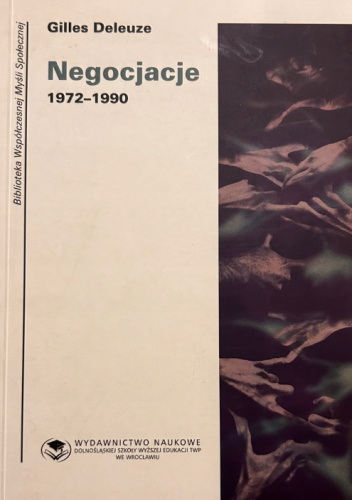 Gilles Deleuze
Negocjacje
1972–1990
Biblioteka Współczesnej Myśli Społecznej
WYDAWNICTWO NAUKOWE
DOLNOŚLĄSKIEJ SZKOŁY WYŻSZEJ EDUKACJI TWP
WE WROCŁAWIU